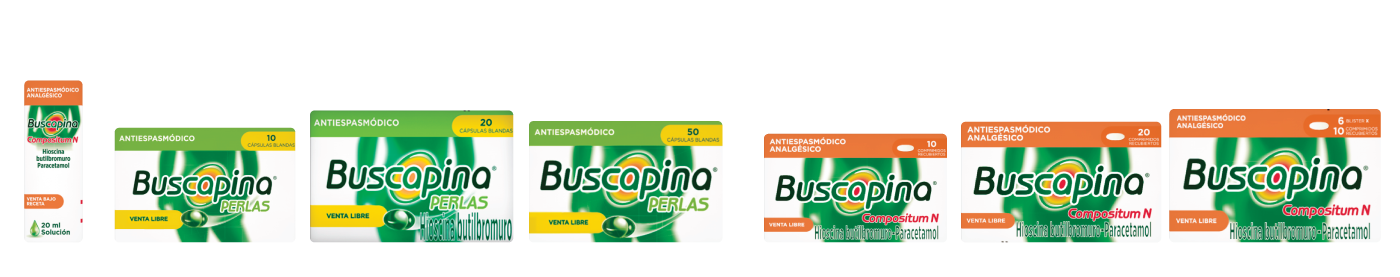 ANTIESPASMÓDICO
ANALGÉSICO
Buscapina
Compositum N
Hioscina
butilbromuro
Paracetamol
VENTA BAJO
RECETA
20 ml
Solución
ANTIESPASMÓDICO
10
CÁPSULAS BLANDAS
Buscapina®
PERLAS
VENTA LIBRE
ANTIESPASMÓDICO
20
CÁPSULAS BLANDAS
Buscapina®
PERLAS
VENTA LIBRE
Hioscina butilbromuro
ANTIESPASMÓDICO
50
CÁPSULAS BLANDAS
Buscapina®
PERLAS
VENTA LIBRE
ANTIESPASMÓDICO
ANALGÉSICO
10
COMPRIMIDOS
RECUBIERTOS
Buscapina®
Compositum N
VENTA LIBRE
Hioscina butilbromuro-Paracetamol
ANTIESPASMÓDICO
ANALGÉSICO
20
COMPRIMIDOS
RECUBIERTOS
Buscapina®
Compositum N
VENTA LIBRE
Hioscina butilbromuro-Paracetamol
ANTIESPASMÓDICO
ANALGÉSICO
6 BLISTERS X
10 COMPRIMIDOS
RECUBIERTOS
Buscapina®
Compositum N
VENTA LIBRE
Hioscina butilbromuro-Paracetamol